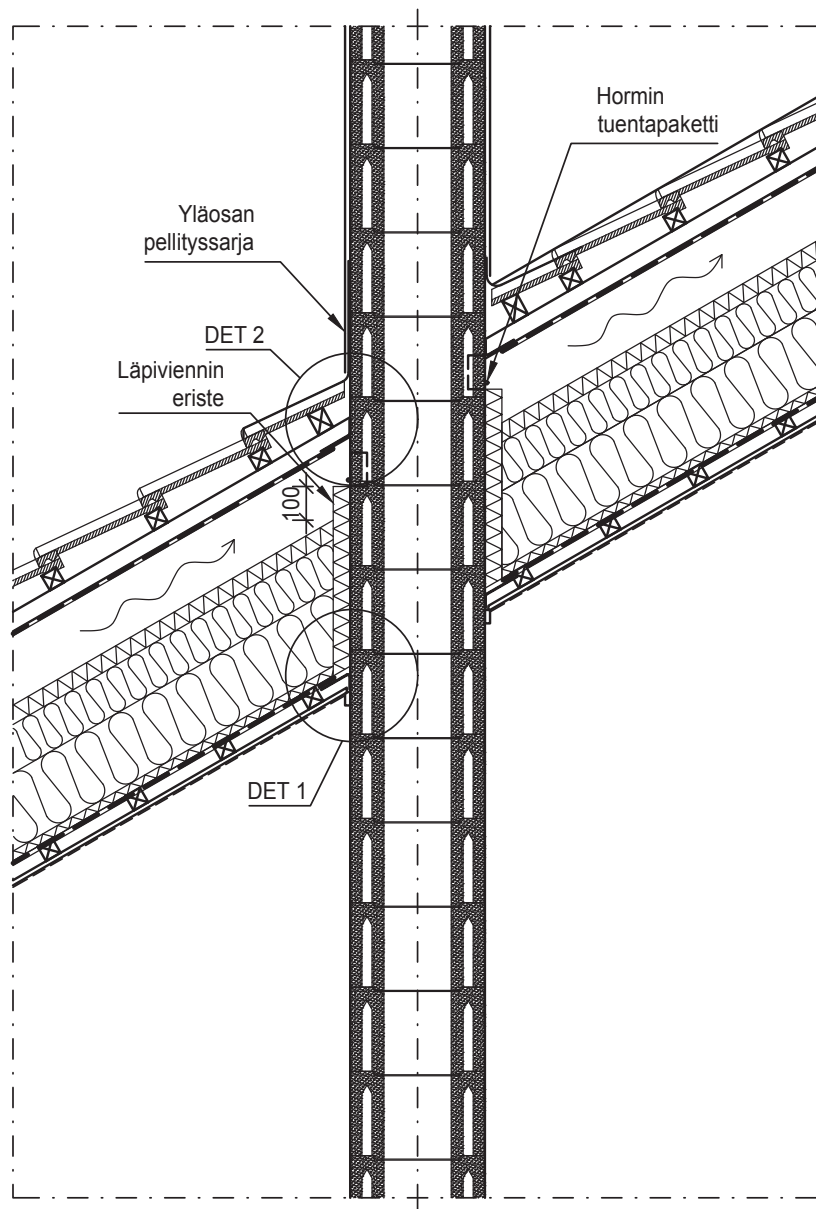 Hormin
tuentapaketti
Yläosan
pellityssarja
DET 2
Läpiviennin
eriste
100
DET 1